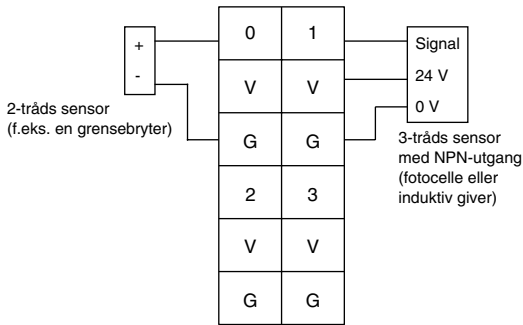 +
-
2-tråds sensor
(f.eks. en grensebryter)
0 1
V V
G G
2 3
V V
G G
Signal
24 V
0 V
3-tråds sensor
med NPN-utgang
(fotocelle eller
induktiv giver)